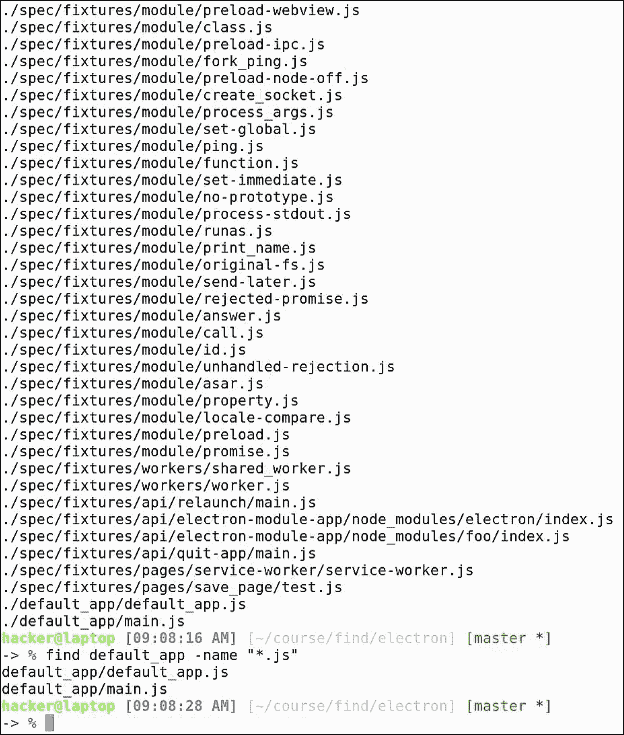 ./spec/fixtures/module/preload-webview.js
./spec/fixtures/module/class.js
./spec/fixtures/module/preload-ipc.js
./spec/fixtures/module/fork_ping.js
./spec/fixtures/module/preload-node-off.js
./spec/fixtures/module/create_socket.js
./spec/fixtures/module/process_args.js
./spec/fixtures/module/set-global.js
./spec/fixtures/module/ping.js
./spec/fixtures/module/function.js
./spec/fixtures/module/set-immediate.js
./spec/fixtures/module/no-prototype.js
./spec/fixtures/module/process-stdout.js
./spec/fixtures/module/runas.js
./spec/fixtures/module/print_name.js
./spec/fixtures/module/original-fs.js
./spec/fixtures/module/send-later.js
./spec/fixtures/module/rejected-promise.js
./spec/fixtures/module/answer.js
./spec/fixtures/module/call.js
./spec/fixtures/module/id.js
./spec/fixtures/module/unhandled-rejection.js
./spec/fixtures/module/asar.js
./spec/fixtures/module/property.js
./spec/fixtures/module/locale-compare.js
./spec/fixtures/module/preload.js
./spec/fixtures/module/promise.js
./spec/fixtures/workers/shared_worker.js
./spec/fixtures/workers/worker.js
./spec/fixtures/api/relaunch/main.js
./spec/fixtures/api/electron-module-app/node_modules/electron/index.js
./spec/fixtures/api/electron-module-app/node_modules/foo/index.js
./spec/fixtures/api/quit-app/main.js
./spec/fixtures/pages/service-worker/service-worker.js
./spec/fixtures/pages/save_page/test.js
./default_app/default_app.js
./default_app/main.js
hacker@laptop [09:08:16 AM] [~/course/find/electron] [master *]
-> % find default_app -name "*.js"
default_app/default_app.js
default_app/main.js
hacker@laptop [09:08:28 AM] [~/course/find/electron] [master *]
-> %